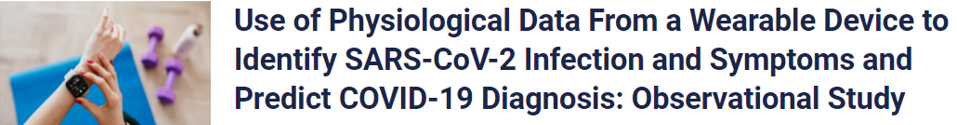 Use of Physiological Data From a Wearable Device to
Identify SARS-CoV-2 Infection and Symptoms and
Predict COVID-19 Diagnosis: Observational Study